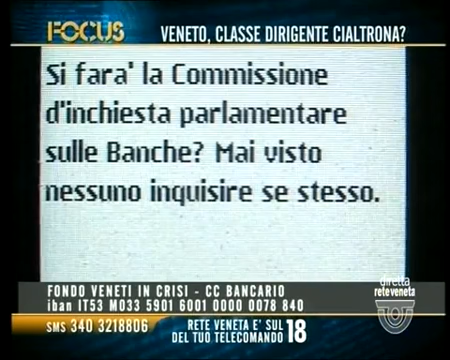 FOCUS
VENETO, CLASSE DIRIGENTE CIALTRONA?
Si fara' la Commissione
d'inchiesta parlamentare
sulle Banche? Mai visto
nessuno inquisire se stesso.
diretta
reteveneta
FONDO VENETI IN CRISI - CC BANCARIO
iban IT53 M033 5901 6001 0000 0078 840
SMS 340 3218806
RETE VENETA E' SUL
DEL TUO TELECOMANDO 18